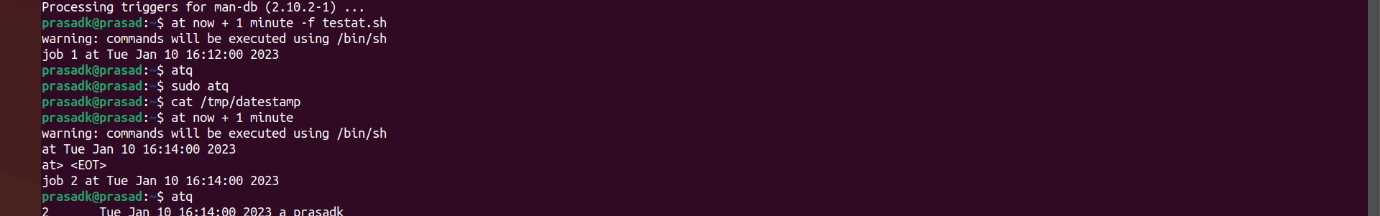 Processing triggers for man-db (2.10.2-1) ...
prasadk@prasad:~$ at now + 1 minute -f testat.sh
warning: commands will be executed using /bin/sh
job 1 at Tue Jan 10 16:12:00 2023
prasadk@prasad:~$ atq
prasadk@prasad:~$ sudo atq
prasadk@prasad:~$ cat /tmp/datestamp
prasadk@prasad:~$ at now + 1 minute
warning: commands will be executed using /bin/sh
at Tue Jan 10 16:14:00 2023
at> <EOT>
job 2 at Tue Jan 10 16:14:00 2023
prasadk@prasad:~$ atq
2       Tue Jan 10 16:14:00 2023 a prasadk